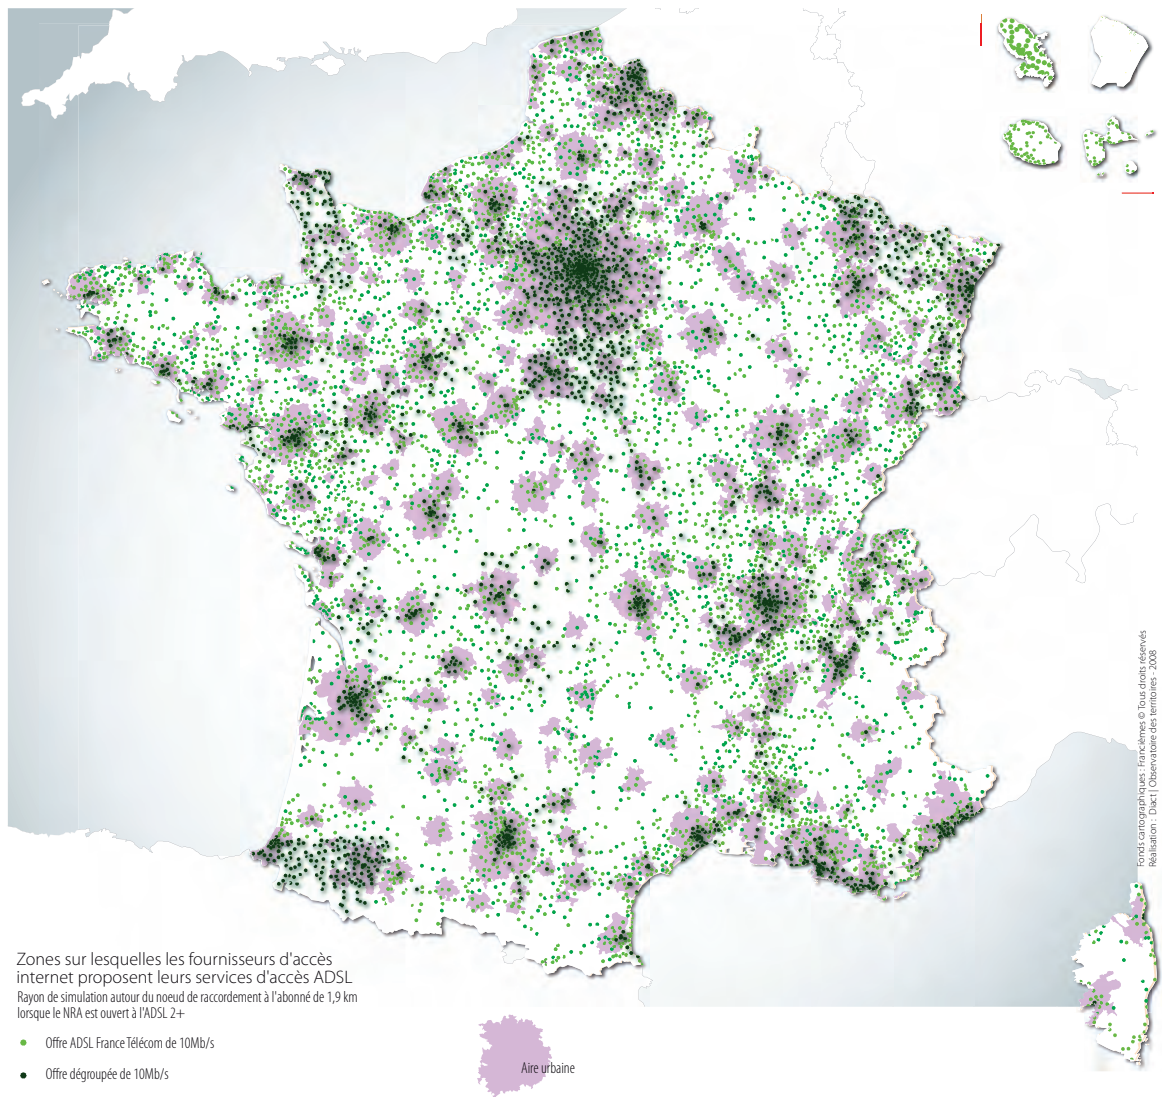 Fonds cartographiques : Francièmes © Tous droits réservés
Réalisation : Diact | Observatoire des territoires - 2008
Zones sur lesquelles les fournisseurs d'accès
internet proposent leurs services d'accès ADSL
Rayon de simulation autour du noeud de raccordement à l'abonné de 1,9 km
lorsque le NRA est ouvert à l'ADSL 2+
Offre ADSL France Télécom de 10Mb/s
Offre dégroupée de 10Mb/s
Aire urbaine